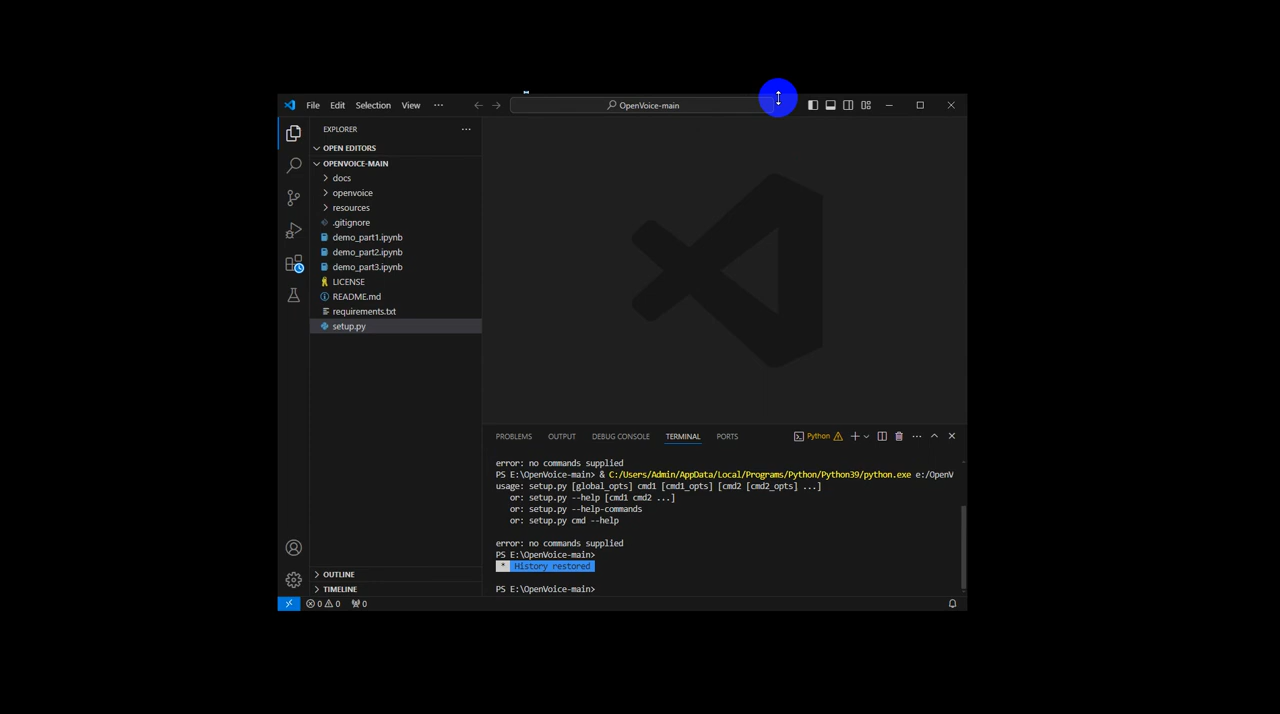 File Edit Selection View ··· OpenVoice-main
EXPLORER ···
OPEN EDITORS
OPENVOICE-MAIN
docs
openvoice
resources
.gitignore
demo_part1.ipynb
demo_part2.ipynb
demo_part3.ipynb
LICENSE
README.md
requirements.txt
setup.py
OUTLINE
TIMELINE
PROBLEMS OUTPUT DEBUG CONSOLE TERMINAL PORTS Python ···
error: no commands supplied
PS E:\OpenVoice-main> & C:/Users/Admin/AppData/Local/Programs/Python/Python39/python.exe e:/OpenV
usage: setup.py [global_opts] cmd1 [cmd1_opts] [cmd2 [cmd2_opts] ...]
or: setup.py --help [cmd1 cmd2 ...]
or: setup.py --help-commands
or: setup.py cmd --help
error: no commands supplied
PS E:\OpenVoice-main>
* History restored
PS E:\OpenVoice-main>
0 0 0